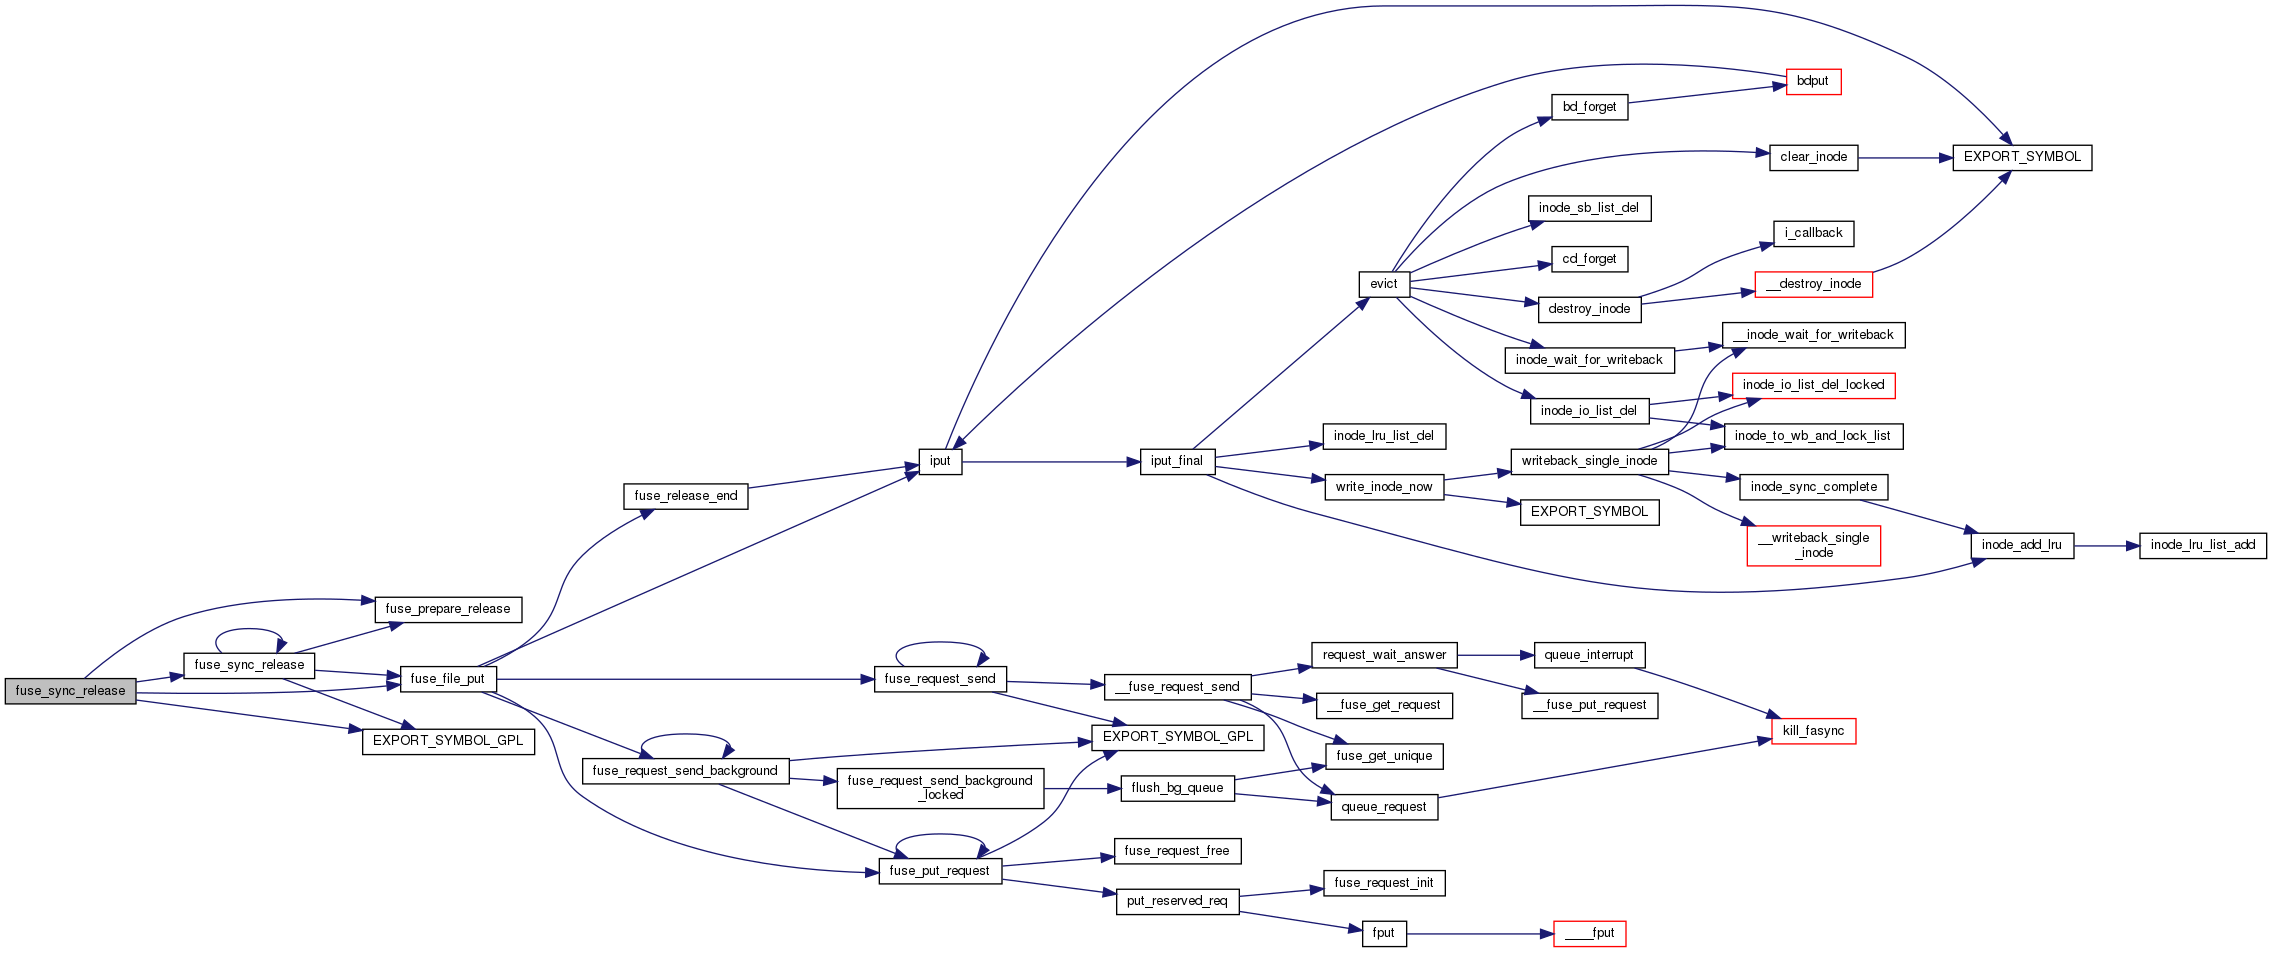 bdput
bd_forget
clear_inode
EXPORT_SYMBOL
inode_sb_list_del
i_callback
cd_forget
evict
__destroy_inode
destroy_inode
__inode_wait_for_writeback
inode_wait_for_writeback
inode_io_list_del_locked
inode_io_list_del
inode_lru_list_del
inode_to_wb_and_lock_list
iput
iput_final
writeback_single_inode
write_inode_now
inode_sync_complete
fuse_release_end
EXPORT_SYMBOL
__writeback_single
_inode
inode_add_lru
inode_lru_list_add
fuse_prepare_release
fuse_sync_release
fuse_sync_release
fuse_file_put
fuse_request_send
__fuse_request_send
request_wait_answer
queue_interrupt
__fuse_get_request
__fuse_put_request
EXPORT_SYMBOL_GPL
EXPORT_SYMBOL_GPL
kill_fasync
fuse_get_unique
fuse_request_send_background
fuse_request_send_background
_locked
flush_bg_queue
queue_request
fuse_request_free
fuse_put_request
fuse_request_init
put_reserved_req
fput
____fput